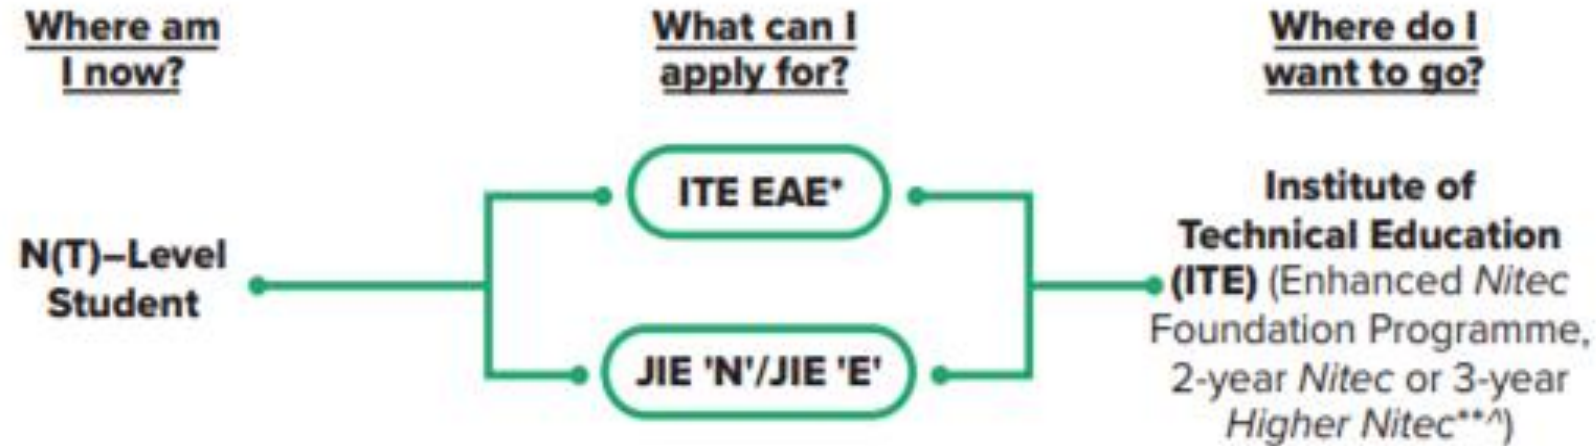 Where am
I now?
What can I
apply for?
Where do I
want to go?
N(T)–Level
Student
ITE EAE*
JIE 'N'/JIE 'E'
Institute of
Technical Education
(ITE) (Enhanced Nitec
Foundation Programme,
2-year Nitec or 3-year
Higher Nitec**^)